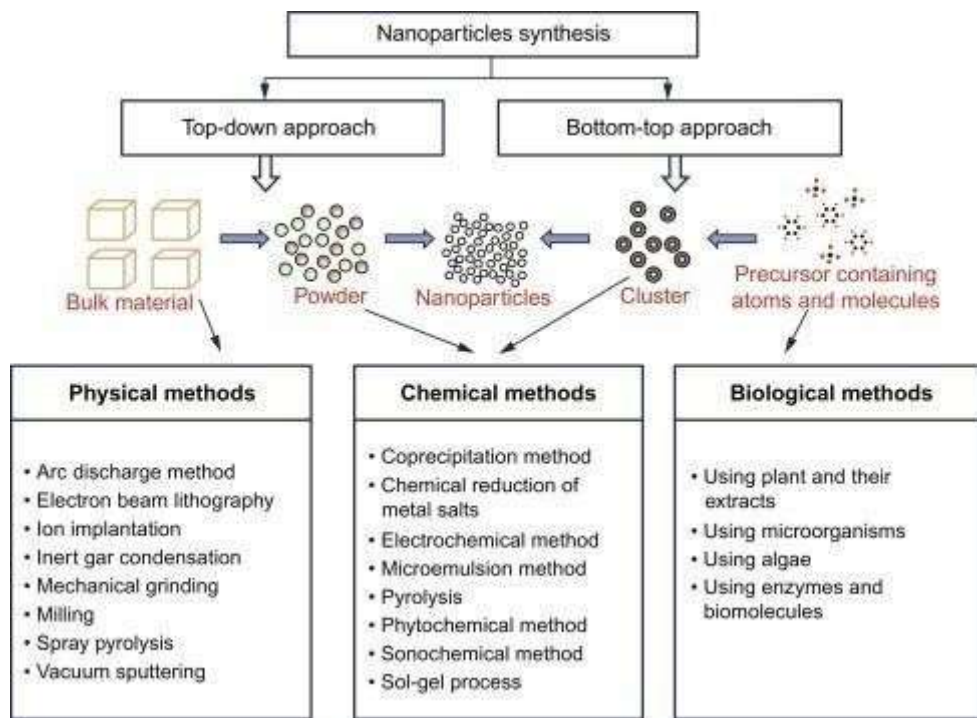 Nanoparticles synthesis
Top-down approach
Bottom-top approach
Bulk material
Powder
Nanoparticles
Cluster
Precursor containing
atoms and molecules
Physical methods
• Arc discharge method
• Electron beam lithography
• Ion implantation
• Inert gar condensation
• Mechanical grinding
• Milling
• Spray pyrolysis
• Vacuum sputtering
Chemical methods
• Coprecipitation method
• Chemical reduction of
metal salts
• Electrochemical method
• Microemulsion method
• Pyrolysis
• Phytochemical method
• Sonochemical method
• Sol-gel process
Biological methods
• Using plant and their
extracts
• Using microorganisms
• Using algae
• Using enzymes and
biomolecules